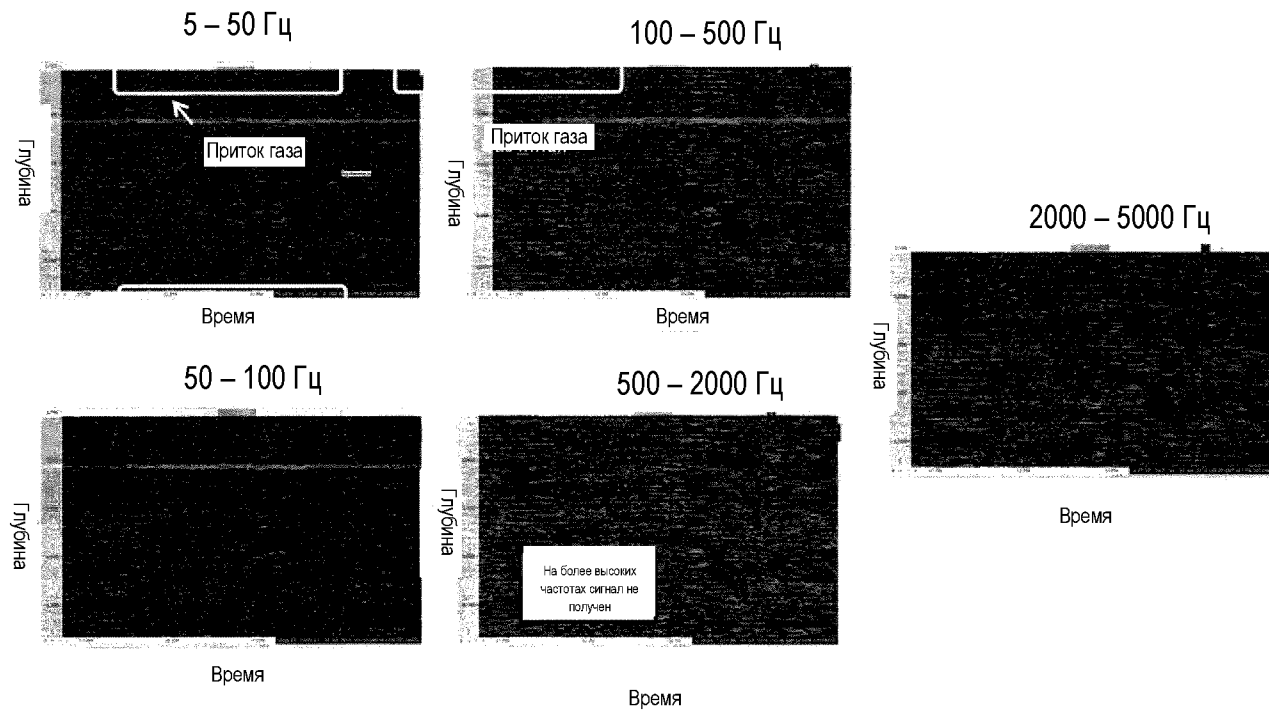 5 – 50 Гц
Глубина
Приток газа
Время
100 – 500 Гц
Глубина
Приток газа
Время
2000 – 5000 Гц
Глубина
Время
50 – 100 Гц
Глубина
Время
500 – 2000 Гц
Глубина
На более высоких
частотах сигнал не
получен
Время